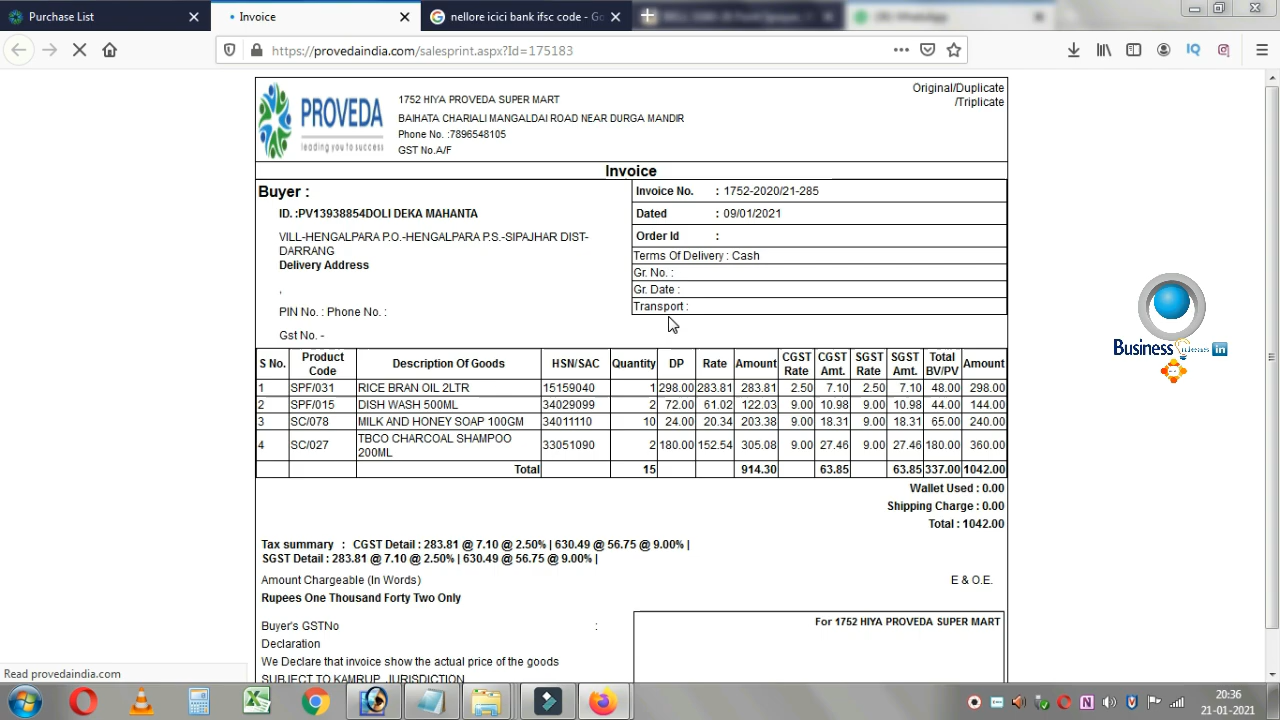 Purchase List
Invoice
nellore icici bank ifsc code - Go
https://provedaindia.com/salesprint.aspx?Id=175183
PROVEDA
leading you to success
1752 HIYA PROVEDA SUPER MART
BAIHATA CHARIALI MANGALDAI ROAD NEAR DURGA MANDIR
Phone No. :7896548105
GST No.A/F
Original/Duplicate
/Triplicate
Invoice
Buyer :
ID. :PV13938854DOLI DEKA MAHANTA
VILL-HENGALPARA P.O.-HENGALPARA P.S.-SIPAJHAR DIST-
DARRANG
Delivery Address
,
PIN No. : Phone No. :
Gst No. -
Invoice No. : 1752-2020/21-285
Dated : 09/01/2021
Order Id :
Terms Of Delivery : Cash
Gr. No. :
Gr. Date :
Transport :
S No. Product Code Description Of Goods HSN/SAC Quantity DP Rate Amount CGST Rate CGST Amt. SGST Rate SGST Amt. Total BV/PV Amount
1 SPF/031 RICE BRAN OIL 2LTR 15159040 1 298.00 283.81 283.81 2.50 7.10 2.50 7.10 48.00 298.00
2 SPF/015 DISH WASH 500ML 34029099 2 72.00 61.02 122.03 9.00 10.98 9.00 10.98 44.00 144.00
3 SC/078 MILK AND HONEY SOAP 100GM 34011110 10 24.00 20.34 203.38 9.00 18.31 9.00 18.31 65.00 240.00
4 SC/027 TBCO CHARCOAL SHAMPOO 200ML 33051090 2 180.00 152.54 305.08 9.00 27.46 9.00 27.46 180.00 360.00
Total 15 914.30 63.85 63.85 337.00 1042.00
Wallet Used : 0.00
Shipping Charge : 0.00
Total : 1042.00
Tax summary : CGST Detail : 283.81 @ 7.10 @ 2.50% | 630.49 @ 56.75 @ 9.00% |
SGST Detail : 283.81 @ 7.10 @ 2.50% | 630.49 @ 56.75 @ 9.00% |
Amount Chargeable (In Words)
E & O.E.
Rupees One Thousand Forty Two Only
Buyer's GSTNo :
Declaration
We Declare that invoice show the actual price of the goods
SUBJECT TO KAMRUP JURISDICTION
For 1752 HIYA PROVEDA SUPER MART
Business Ideas in
Read provedaindia.com
20:36
21-01-2021